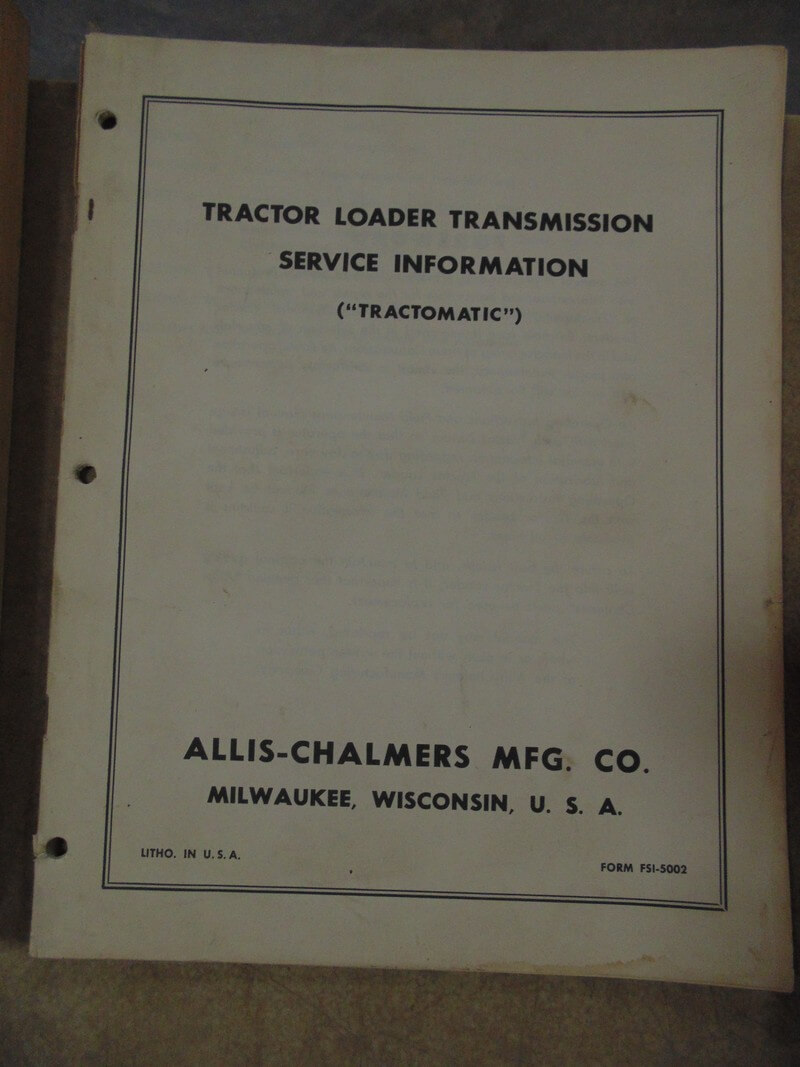 TRACTOR LOADER TRANSMISSION
SERVICE INFORMATION
("TRACTOMATIC")
ALLIS-CHALMERS MFG. CO.
MILWAUKEE, WISCONSIN, U. S. A.
LITHO. IN U. S. A.
FORM FSI-5002